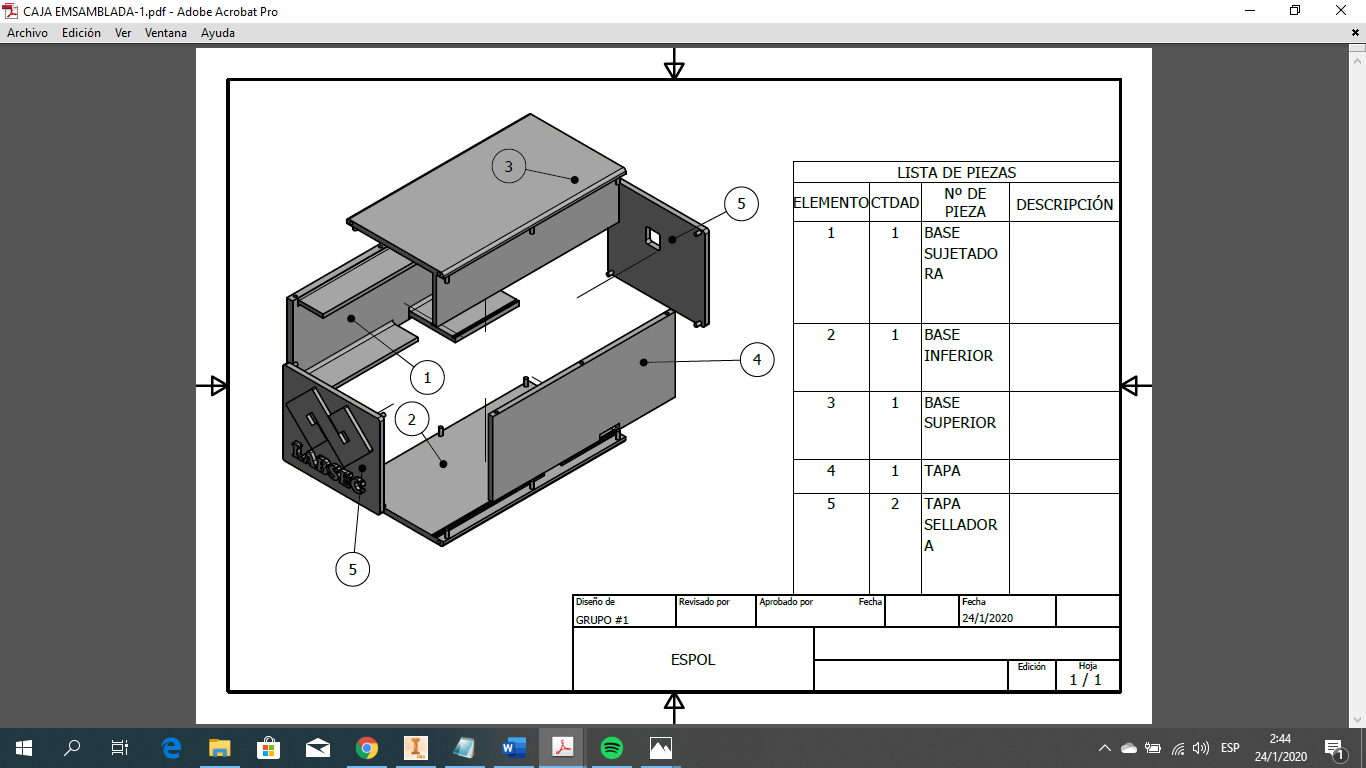 CAJA EMSAMBLADA-1.pdf - Adobe Acrobat Pro
Archivo Edición Ver Ventana Ayuda
3
5
1
4
2
5
LABSEC
LISTA DE PIEZAS
ELEMENTO CTDAD Nº DE PIEZA DESCRIPCIÓN
1 1 BASE
SUJETADO
RA
2 1 BASE
INFERIOR
3 1 BASE
SUPERIOR
4 1 TAPA
5 2 TAPA
SELLADOR
A
Diseño de Revisado por Aprobado por Fecha Fecha
GRUPO #1 24/1/2020
ESPOL
Edición Hoja
1 / 1
ESP
2:44
24/1/2020
1